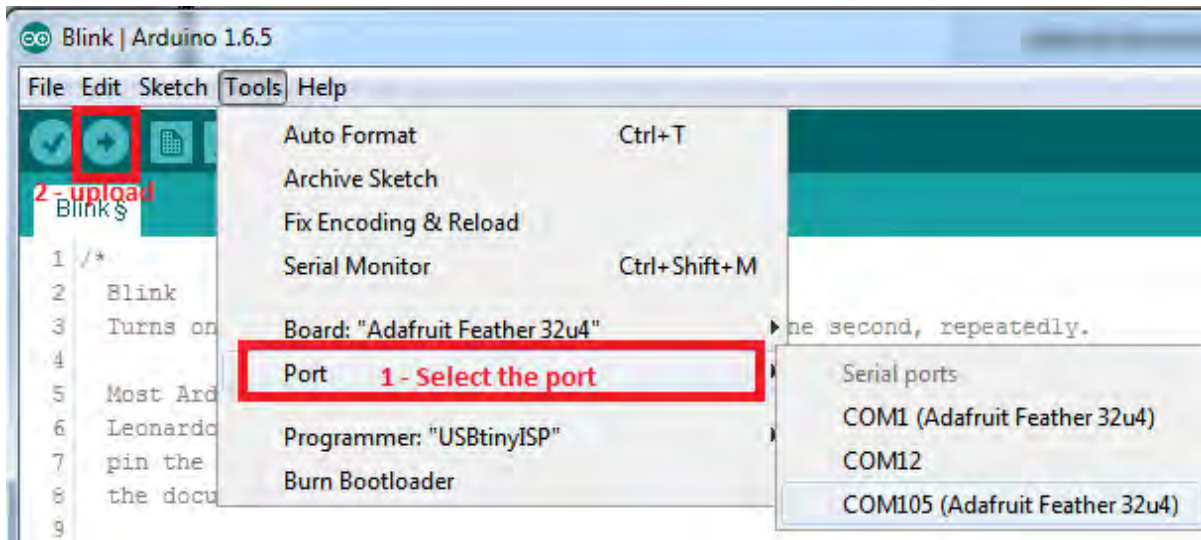 Blink | Arduino 1.6.5
File Edit Sketch Tools Help
2 - upload
Blink§
Auto Format Ctrl+T
Archive Sketch
Fix Encoding & Reload
Serial Monitor Ctrl+Shift+M
Board: "Adafruit Feather 32u4"
Port 1 - Select the port
Programmer: "USBtinyISP"
Burn Bootloader
Serial ports
COM1 (Adafruit Feather 32u4)
COM12
COM105 (Adafruit Feather 32u4)
1 /*
2 Blink
3 Turns on ne second, repeatedly.
4
5 Most Ard
6 Leonardo
7 pin the
8 the docu
9